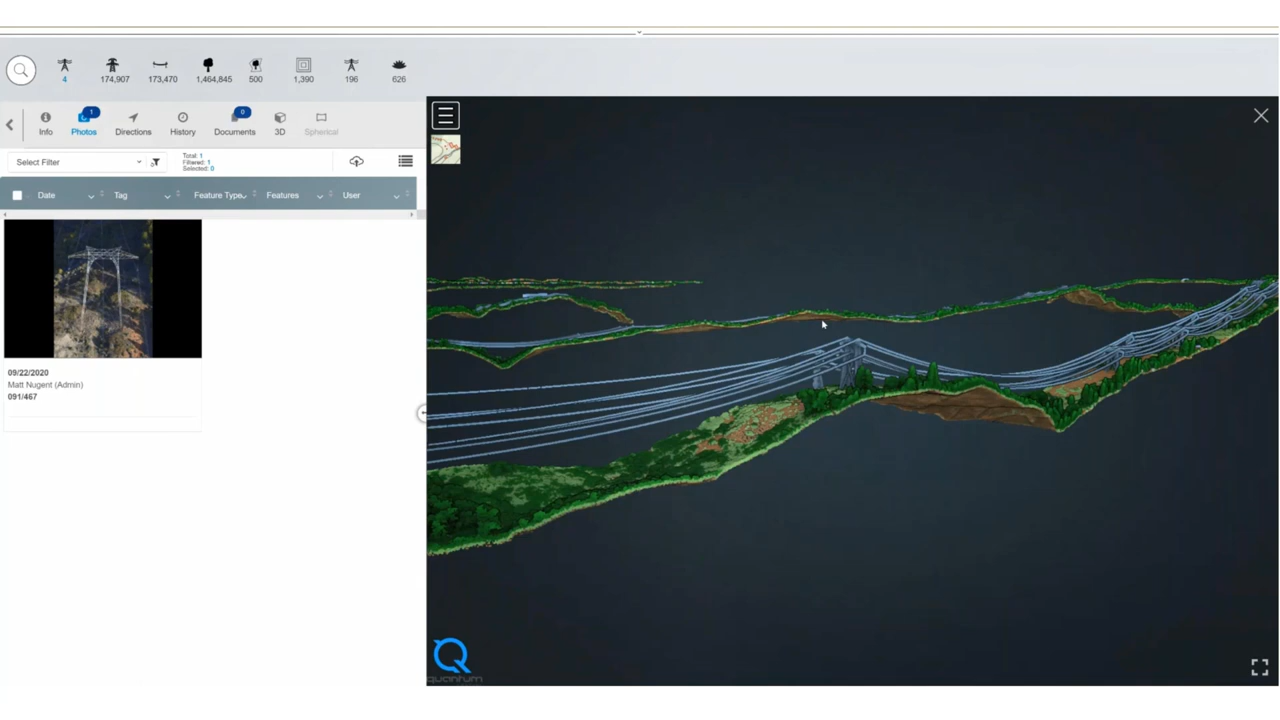 4 174,907 173,470 1,464,845 500 1,390 196 626
1 0
Info Photos Directions History Documents 3D Spherical
Select Filter
Total: 1
Filtered: 1
Selected: 0
Date Tag Feature Type Features User
09/22/2020
Matt Nugent (Admin)
091/467
quantum